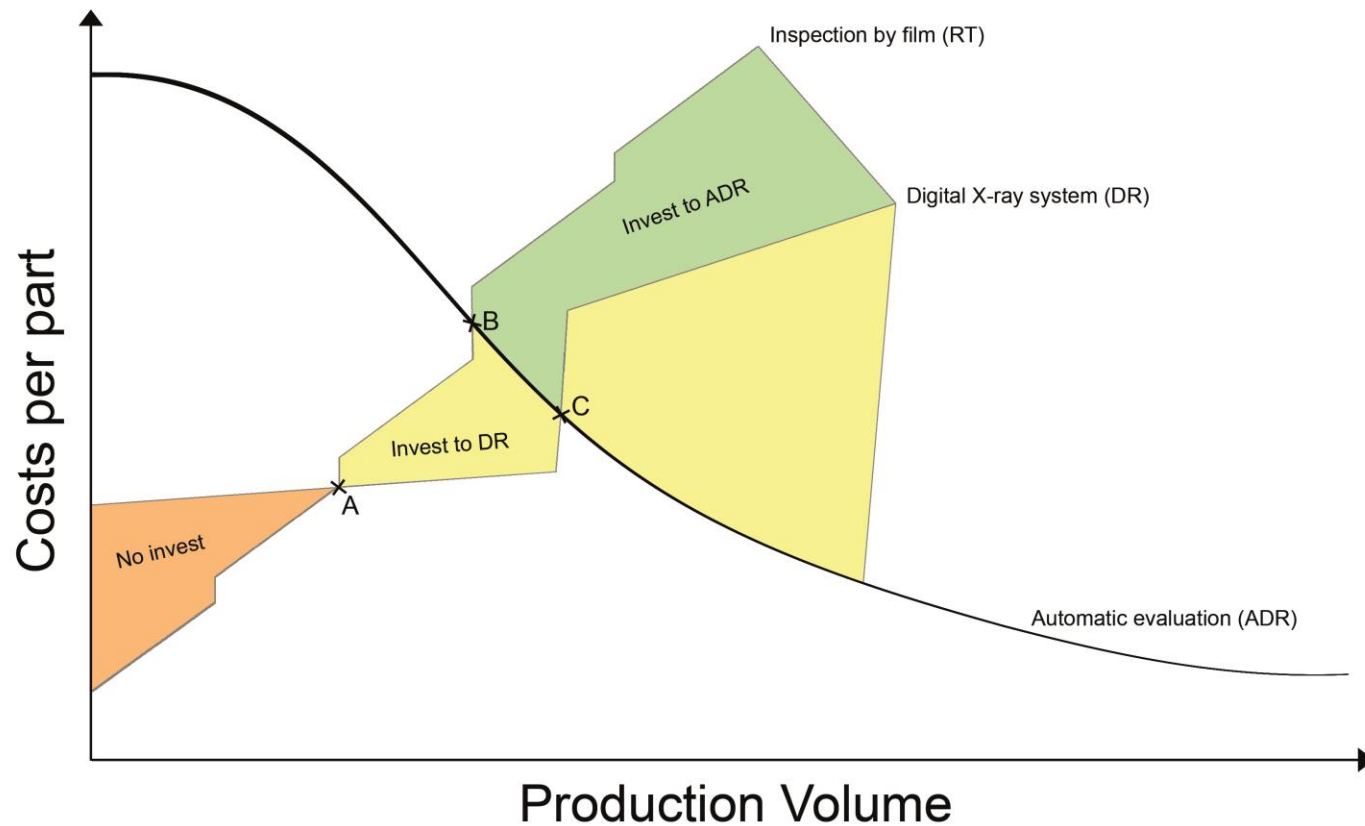 Inspection by film (RT)
Invest to ADR
Digital X-ray system (DR)
B
C
Invest to DR
A
No invest
Automatic evaluation (ADR)
Costs per part
Production Volume